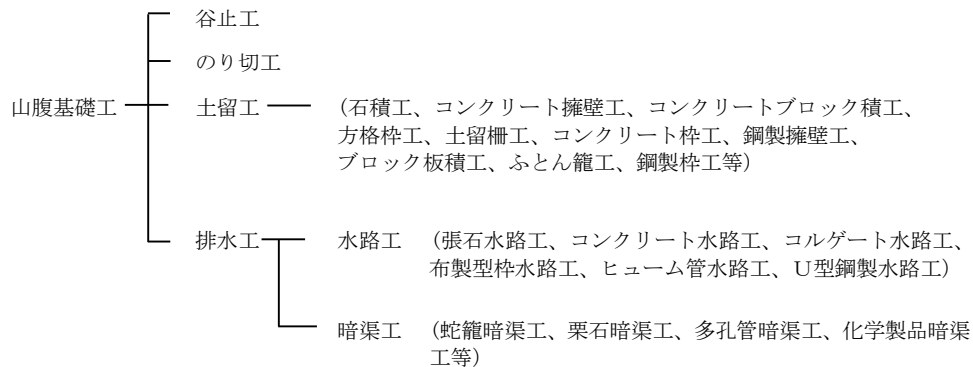 谷止工
のり切工
山腹基礎工 土留工 (石積工、コンクリート擁壁工、コンクリートブロック積工、
方格枠工、土留柵工、コンクリート枠工、鋼製擁壁工、
ブロック板積工、ふとん籠工、鋼製枠工等)
排水工 水路工 (張石水路工、コンクリート水路工、コルゲート水路工、
布製型枠水路工、ヒューム管水路工、U型鋼製水路工)
暗渠工 (蛇籠暗渠工、栗石暗渠工、多孔管暗渠工、化学製品暗渠
工等)